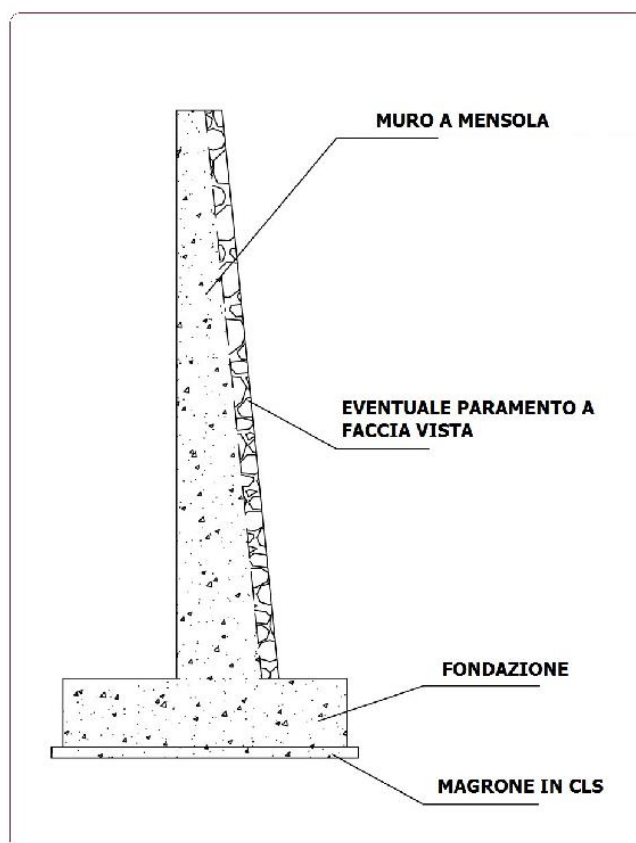 MURO A MENSOLA
EVENTUALE PARAMENTO A
FACCIA VISTA
FONDAZIONE
MAGRONE IN CLS